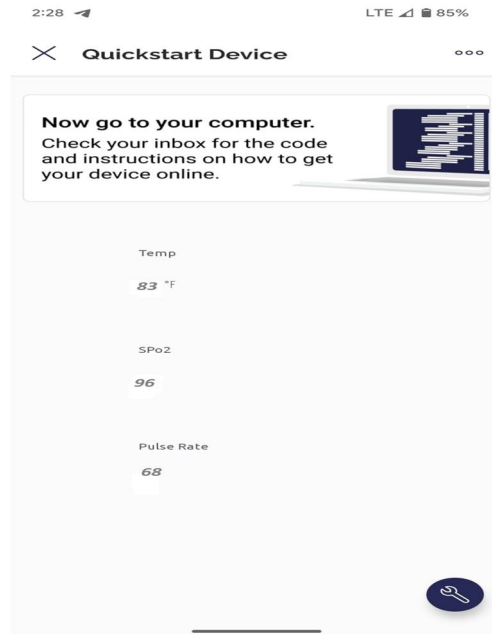 2:28 LTE 85%
Quickstart Device
Now go to your computer.
Check your inbox for the code
and instructions on how to get
your device online.
Temp
83 °F
SPo2
96
Pulse Rate
68